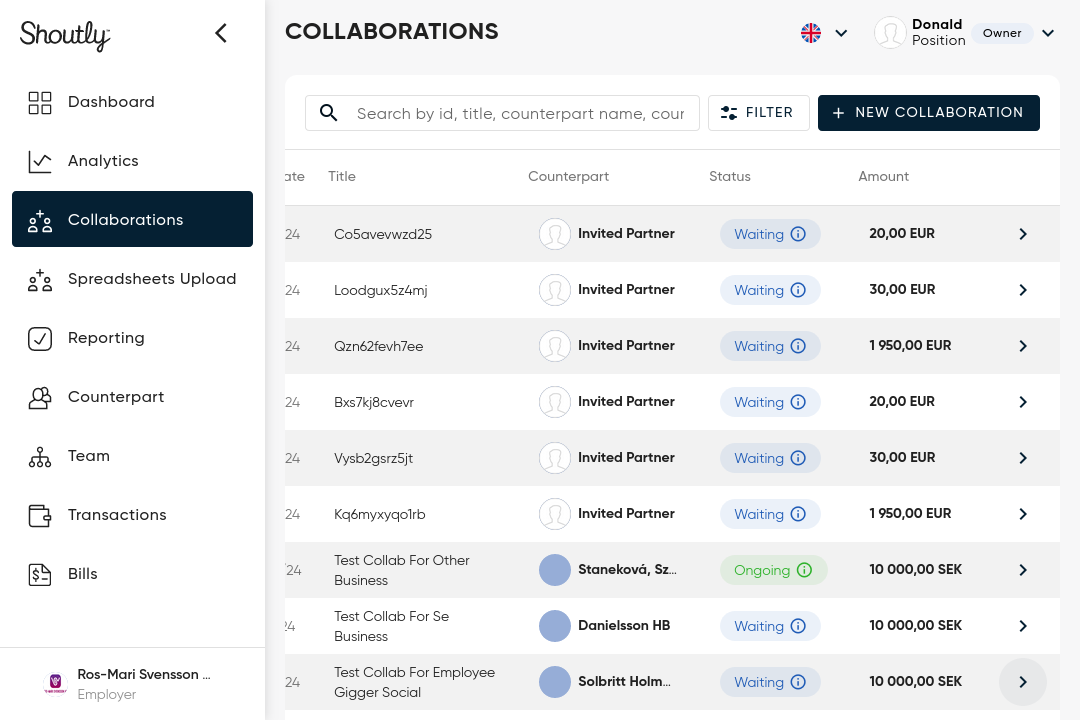 Shoutly
COLLABORATIONS
Donald
Position
Owner
Dashboard
Analytics
Collaborations
Spreadsheets Upload
Reporting
Counterpart
Team
Transactions
Bills
Ros-Mari Svensson ...
Employer
Search by id, title, counterpart name, cour
FILTER
+ NEW COLLABORATION
ate Title Counterpart Status Amount
24 Co5avevwzd25 Invited Partner Waiting 20,00 EUR
24 Loodgux5z4mj Invited Partner Waiting 30,00 EUR
24 Qzn62fevh7ee Invited Partner Waiting 1 950,00 EUR
24 Bxs7kj8cvevr Invited Partner Waiting 20,00 EUR
24 Vysb2gsrz5jt Invited Partner Waiting 30,00 EUR
24 Kq6myxyqo1rb Invited Partner Waiting 1 950,00 EUR
/24 Test Collab For Other
Business Staneková, Sz... Ongoing 10 000,00 SEK
24 Test Collab For Se
Business Danielsson HB Waiting 10 000,00 SEK
24 Test Collab For Employee
Gigger Social Solbritt Holm... Waiting 10 000,00 SEK